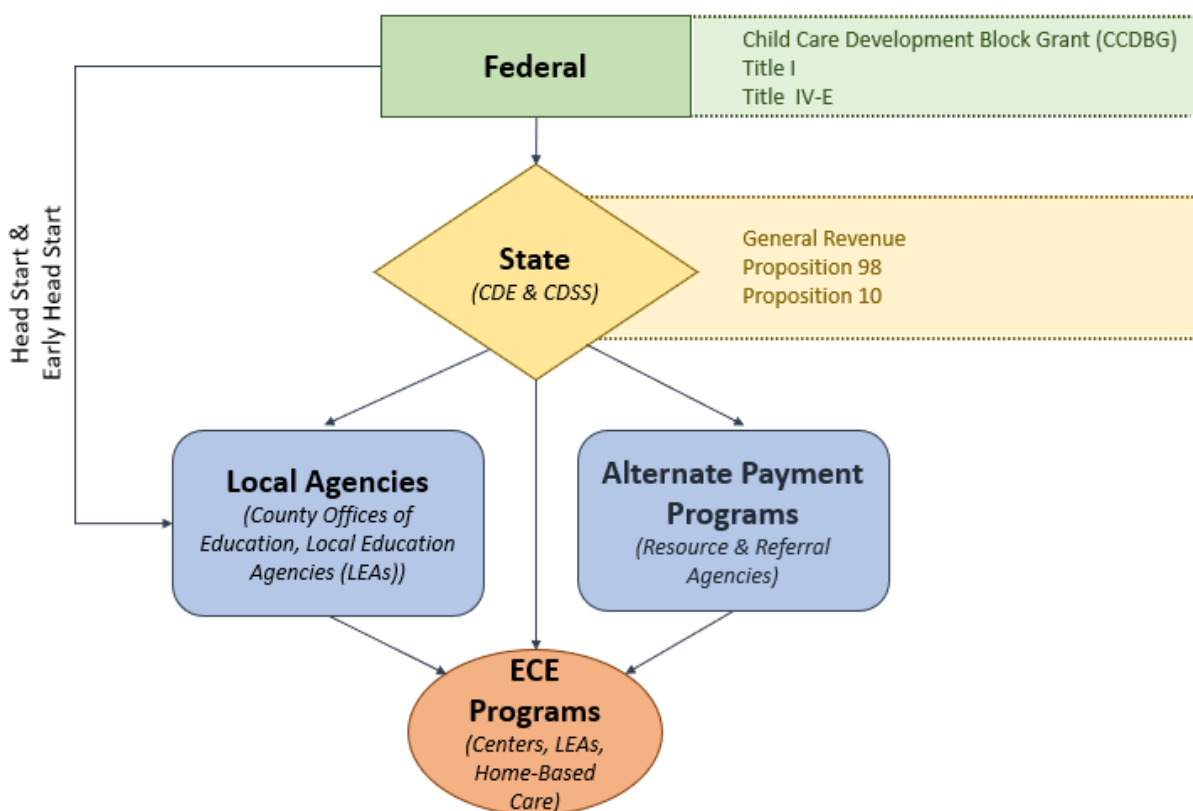 Federal
Child Care Development Block Grant (CCDBG)
Title I
Title IV-E
Head Start &
Early Head Start
State
(CDE & CDSS)
General Revenue
Proposition 98
Proposition 10
Local Agencies
(County Offices of
Education, Local Education
Agencies (LEAs))
Alternate Payment
Programs
(Resource & Referral
Agencies)
ECE
Programs
(Centers, LEAs,
Home-Based
Care)